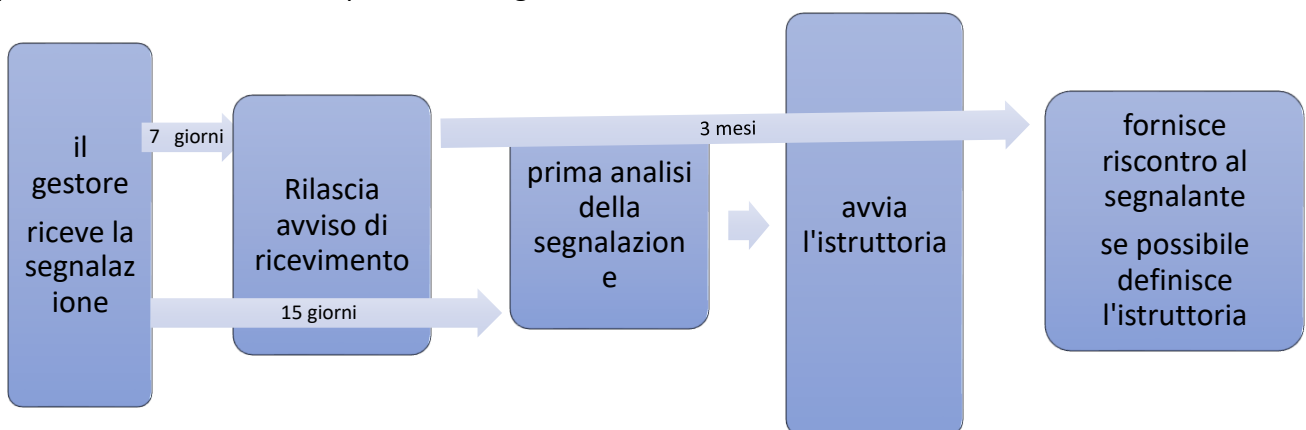 il
gestore
riceve la
segnalaz
ione
7 giorni
Rilascia
avviso di
ricevimento
15 giorni
3 mesi
prima analisi
della
segnalazion
e
avvia
l'istruttoria
fornisce
riscontro al
segnalante
se possibile
definisce
l'istruttoria